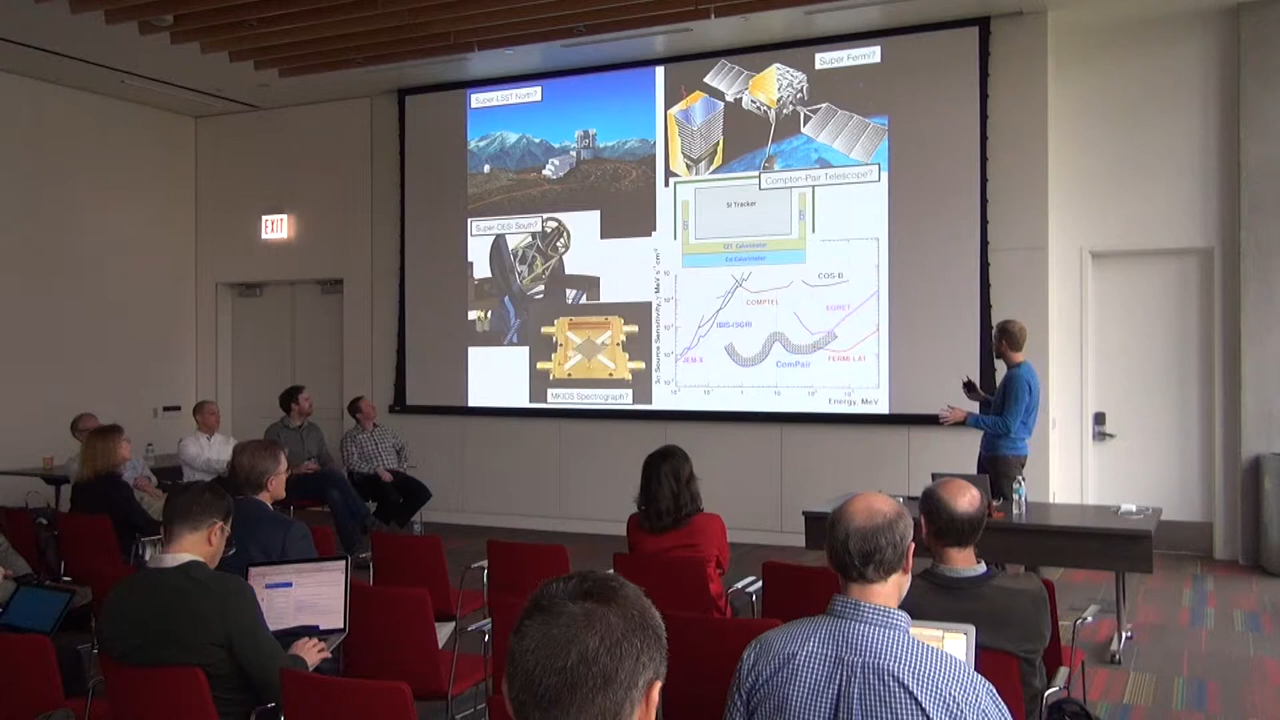 Super-LSST North?
Super Fermi?
Compton-Pair Telescope?
Si Tracker
CZT Calorimeter
CsI Calorimeter
EXIT
Super-DESI South?
COS-B
COMPTEL
EGRET
IBIS-ISGRI
JEM-X
ComPair
FERMI LAT
Energy, MeV
MKIDS Spectrograph?